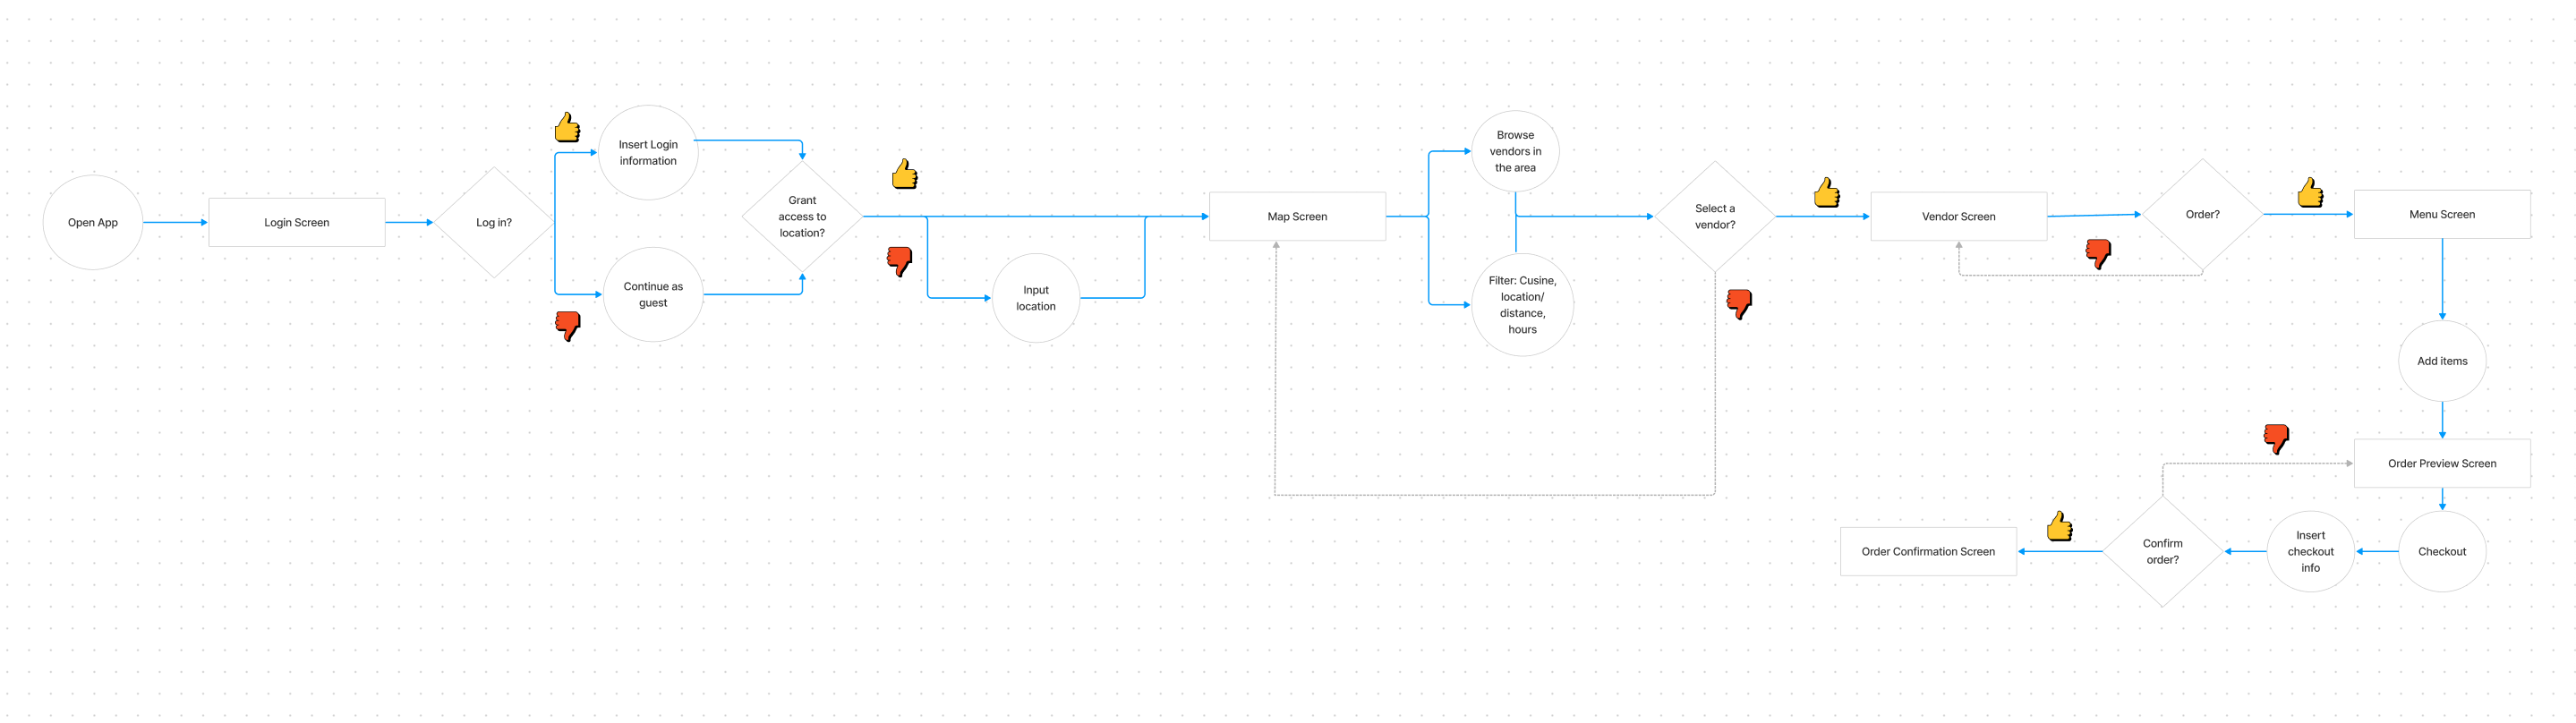 Open App
Login Screen
Log in?
Insert Login
information
Continue as
guest
Grant
access to
location?
Input
location
Map Screen
Browse
vendors in
the area
Filter: Cusine,
location/
distance,
hours
Select a
vendor?
Vendor Screen
Order?
Menu Screen
Add items
Order Preview Screen
Checkout
Insert
checkout
info
Confirm
order?
Order Confirmation Screen